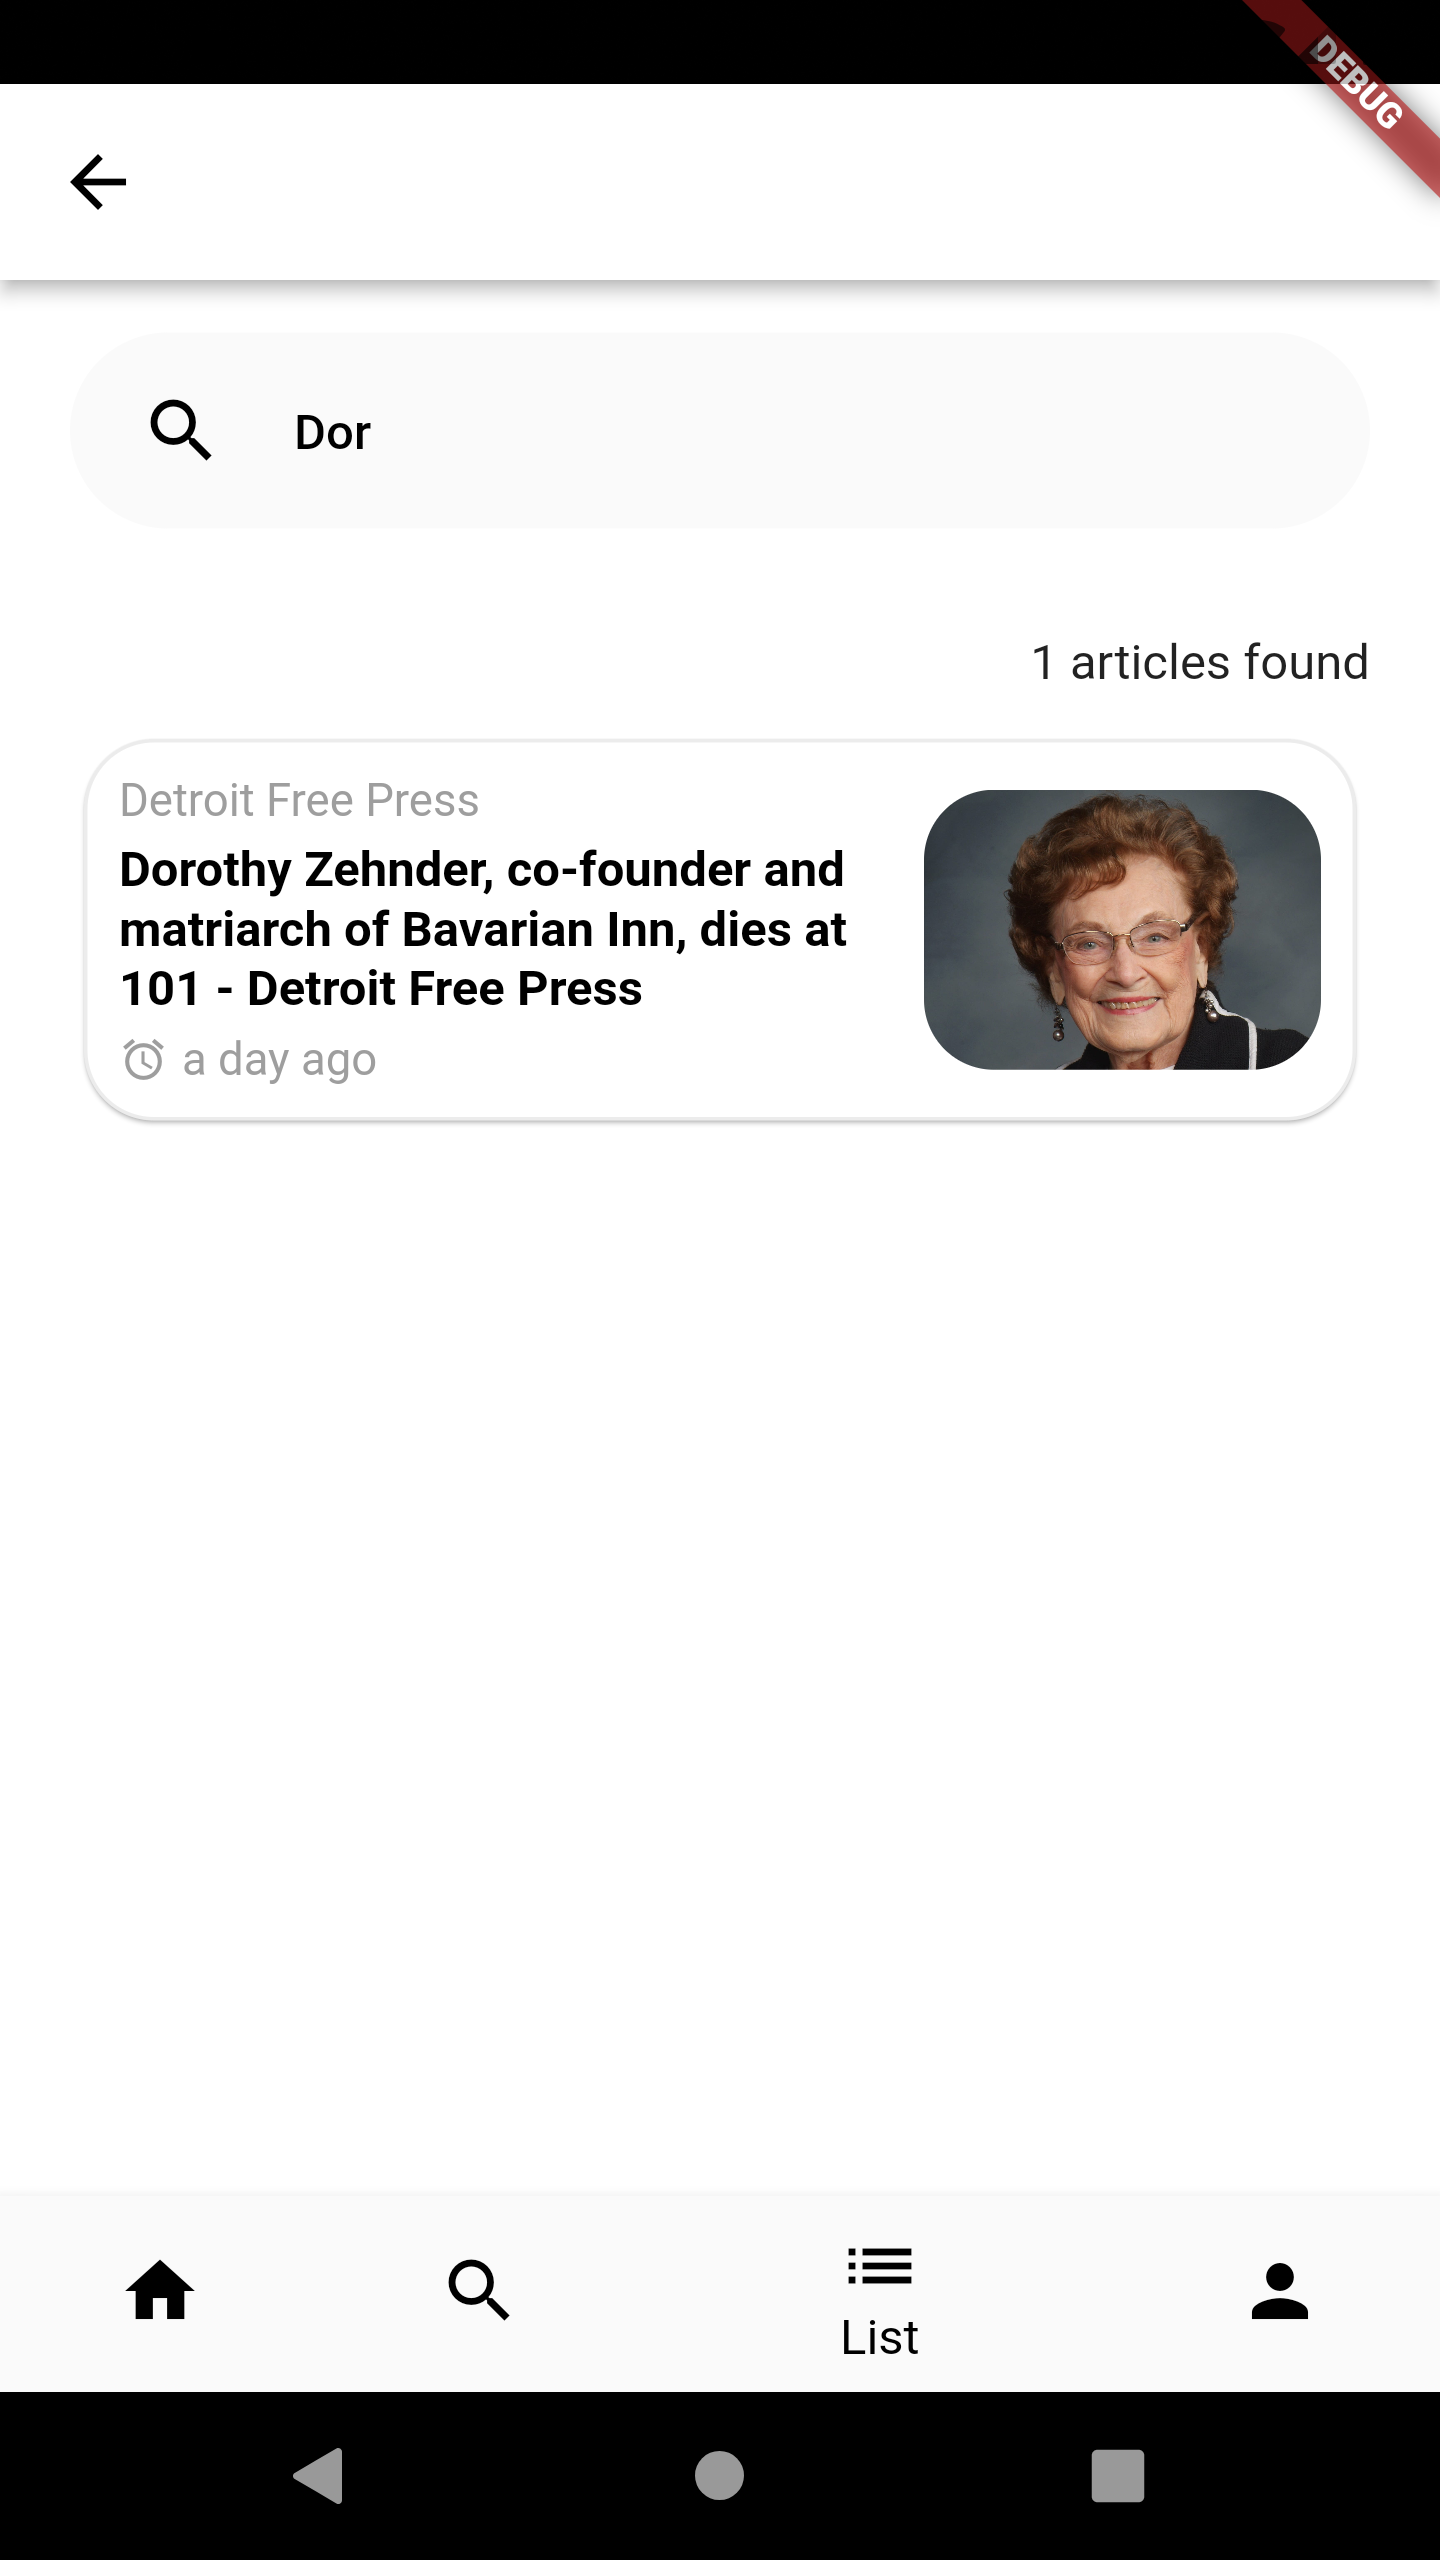 DEBUG
Dor
1 articles found
Detroit Free Press
Dorothy Zehnder, co-founder and
matriarch of Bavarian Inn, dies at
101 - Detroit Free Press
a day ago
List